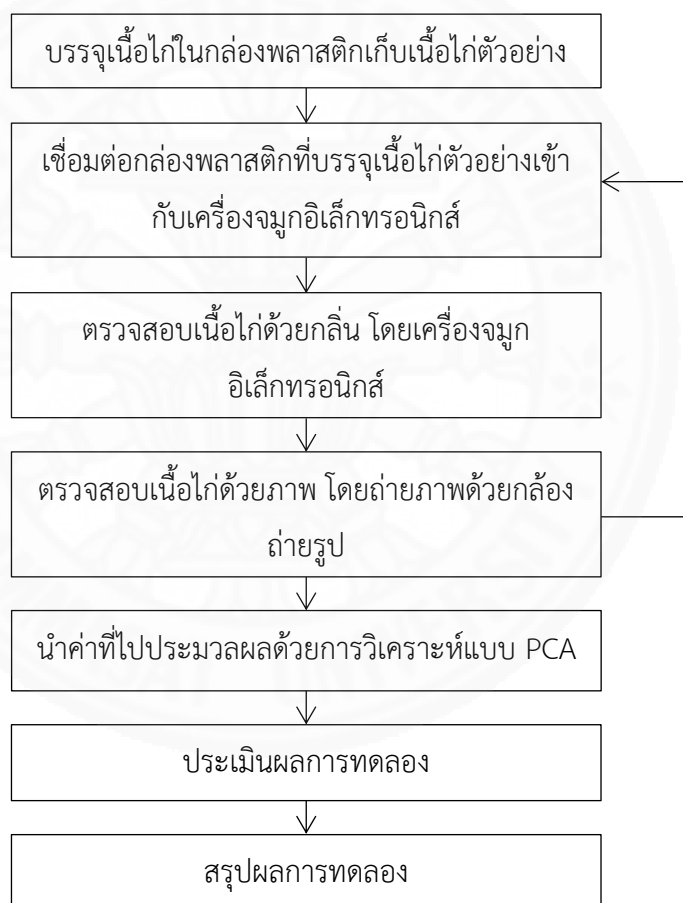 บรรจุเนื้อไก่ในกล่องพลาสติกเก็บเนื้อไก่ตัวอย่าง
เชื่อมต่อกล่องพลาสติกที่บรรจุเนื้อไก่ตัวอย่างเข้า
กับเครื่องจมูกอิเล็กทรอนิกส์
ตรวจสอบเนื้อไก่ด้วยกลิ่น โดยเครื่องจมูก
อิเล็กทรอนิกส์
ตรวจสอบเนื้อไก่ด้วยภาพ โดยถ่ายภาพด้วยกล้อง
ถ่ายรูป
นำค่าที่ไปประมวลผลด้วยการวิเคราะห์แบบ PCA
ประเมินผลการทดลอง
สรุปผลการทดลอง